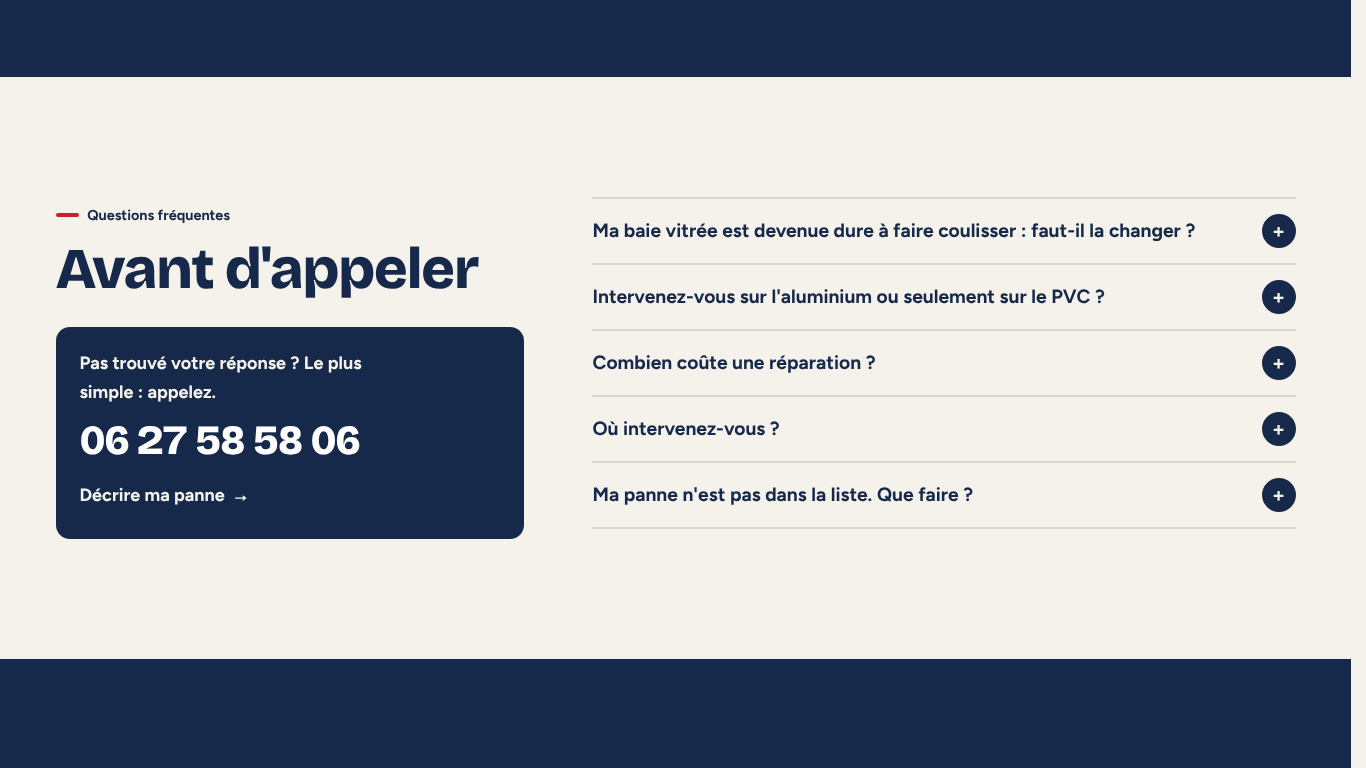 Questions fréquentes
Avant d'appeler
Pas trouvé votre réponse ? Le plus
simple : appelez.
06 27 58 58 06
Décrire ma panne →
Ma baie vitrée est devenue dure à faire coulisser : faut-il la changer ?
+
Intervenez-vous sur l'aluminium ou seulement sur le PVC ?
+
Combien coûte une réparation ?
+
Où intervenez-vous ?
+
Ma panne n'est pas dans la liste. Que faire ?
+